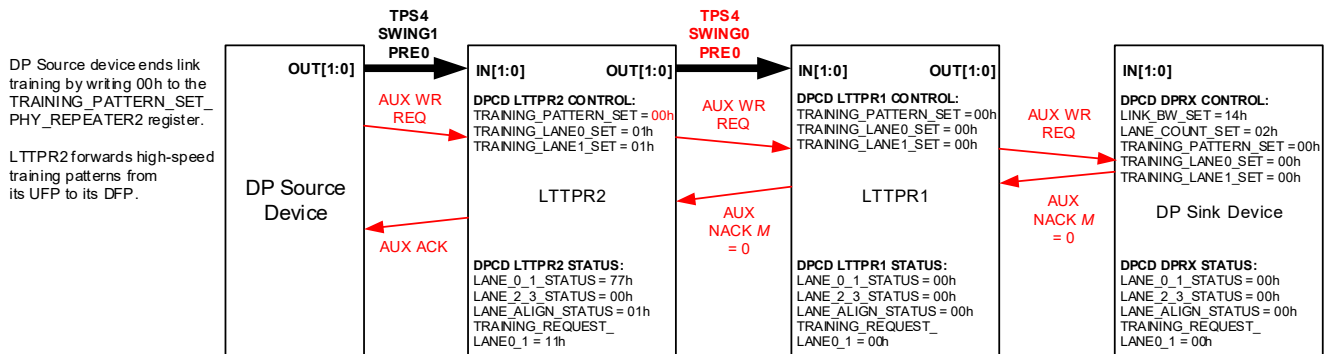 DP Source device ends link
training by writing 00h to the
TRAINING_PATTERN_SET_
PHY_REPEATER2 register.
LTTPR2 forwards high-speed
training patterns from
its UFP to its DFP.
OUT[1:0]
DP Source
Device
TPS4
SWING1
PRE0
AUX WR
REQ
AUX ACK
IN[1:0]
OUT[1:0]
DPCD LTTPR2 CONTROL:
TRAINING_PATTERN_SET = 00h
TRAINING_LANE0_SET = 01h
TRAINING_LANE1_SET = 01h
LTTPR2
DPCD LTTPR2 STATUS:
LANE_0_1_STATUS = 77h
LANE_2_3_STATUS = 00h
LANE_ALIGN_STATUS = 01h
TRAINING_REQUEST_
LANE0_1 = 11h
TPS4
SWING0
PRE0
AUX WR
REQ
AUX
NACK M
= 0
IN[1:0]
OUT[1:0]
DPCD LTTPR1 CONTROL:
TRAINING_PATTERN_SET = 00h
TRAINING_LANE0_SET = 00h
TRAINING_LANE1_SET = 00h
LTTPR1
DPCD LTTPR1 STATUS:
LANE_0_1_STATUS = 00h
LANE_2_3_STATUS = 00h
LANE_ALIGN_STATUS = 00h
TRAINING_REQUEST_
LANE0_1 = 00h
AUX WR
REQ
AUX
NACK M
= 0
IN[1:0]
DPCD DPRX CONTROL:
LINK_BW_SET = 14h
LANE_COUNT_SET = 02h
TRAINING_PATTERN_SET = 00h
TRAINING_LANE0_SET = 00h
TRAINING_LANE1_SET = 00h
DP Sink Device
DPCD DPRX STATUS:
LANE_0_1_STATUS = 00h
LANE_2_3_STATUS = 00h
LANE_ALIGN_STATUS = 00h
TRAINING_REQUEST_
LANE0_1 = 00h